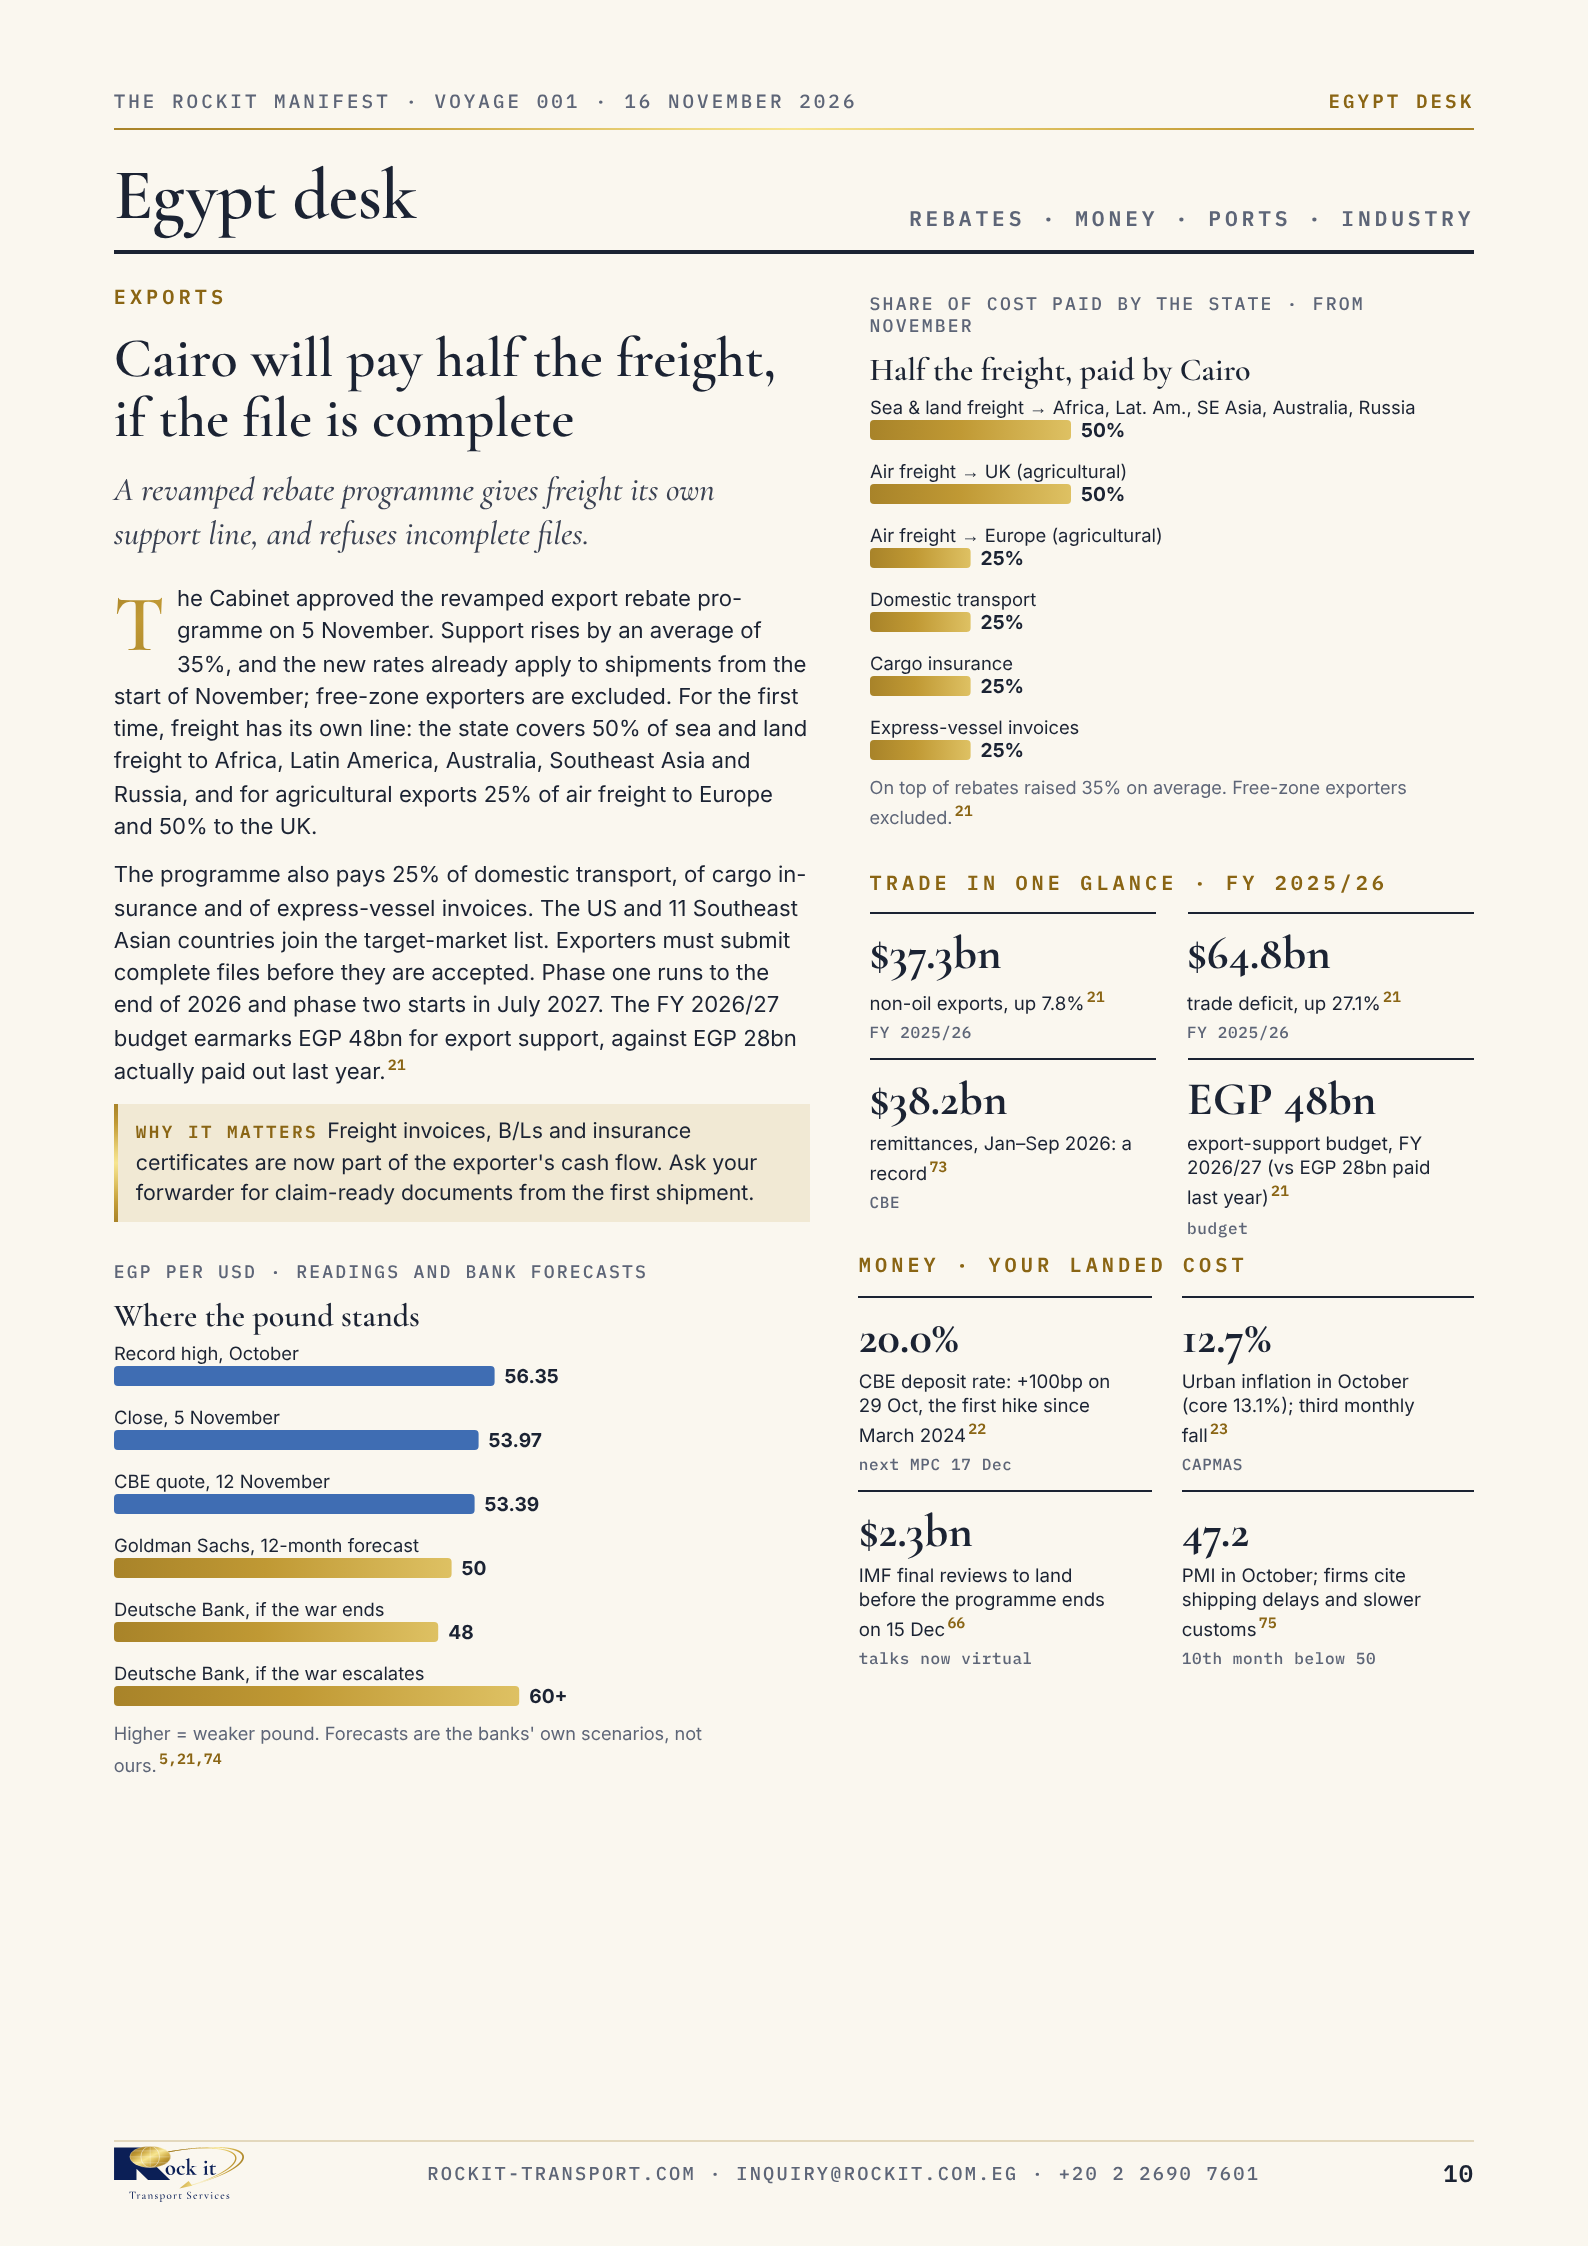 THE ROCKIT MANIFEST · VOYAGE 001 · 16 NOVEMBER 2026
EGYPT DESK
Egypt desk
REBATES · MONEY · PORTS · INDUSTRY
EXPORTS
Cairo will pay half the freight,
if the file is complete
A revamped rebate programme gives freight its own
support line, and refuses incomplete files.
The Cabinet approved the revamped export rebate pro-
gramme on 5 November. Support rises by an average of
35%, and the new rates already apply to shipments from the
start of November; free-zone exporters are excluded. For the first
time, freight has its own line: the state covers 50% of sea and land
freight to Africa, Latin America, Australia, Southeast Asia and
Russia, and for agricultural exports 25% of air freight to Europe
and 50% to the UK.
The programme also pays 25% of domestic transport, of cargo in-
surance and of express-vessel invoices. The US and 11 Southeast
Asian countries join the target-market list. Exporters must submit
complete files before they are accepted. Phase one runs to the
end of 2026 and phase two starts in July 2027. The FY 2026/27
budget earmarks EGP 48bn for export support, against EGP 28bn
actually paid out last year.21
WHY IT MATTERS Freight invoices, B/Ls and insurance
certificates are now part of the exporter's cash flow. Ask your
forwarder for claim-ready documents from the first shipment.
SHARE OF COST PAID BY THE STATE · FROM
NOVEMBER
Half the freight, paid by Cairo
Sea & land freight → Africa, Lat. Am., SE Asia, Australia, Russia
50%
Air freight → UK (agricultural)
50%
Air freight → Europe (agricultural)
25%
Domestic transport
25%
Cargo insurance
25%
Express-vessel invoices
25%
On top of rebates raised 35% on average. Free-zone exporters
excluded.21
TRADE IN ONE GLANCE · FY 2025/26
$37.3bn
non-oil exports, up 7.8%21
FY 2025/26
$64.8bn
trade deficit, up 27.1%21
FY 2025/26
$38.2bn
remittances, Jan–Sep 2026: a
record73
CBE
EGP 48bn
export-support budget, FY
2026/27 (vs EGP 28bn paid
last year)21
budget
EGP PER USD · READINGS AND BANK FORECASTS
Where the pound stands
Record high, October
56.35
Close, 5 November
53.97
CBE quote, 12 November
53.39
Goldman Sachs, 12-month forecast
50
Deutsche Bank, if the war ends
48
Deutsche Bank, if the war escalates
60+
Higher = weaker pound. Forecasts are the banks' own scenarios, not
ours.5,21,74
MONEY · YOUR LANDED COST
20.0%
CBE deposit rate: +100bp on
29 Oct, the first hike since
March 202422
next MPC 17 Dec
12.7%
Urban inflation in October
(core 13.1%); third monthly
fall23
CAPMAS
$2.3bn
IMF final reviews to land
before the programme ends
on 15 Dec66
talks now virtual
47.2
PMI in October; firms cite
shipping delays and slower
customs75
10th month below 50
Rock it
Transport Services
ROCKIT-TRANSPORT.COM · INQUIRY@ROCKIT.COM.EG · +20 2 2690 7601
10